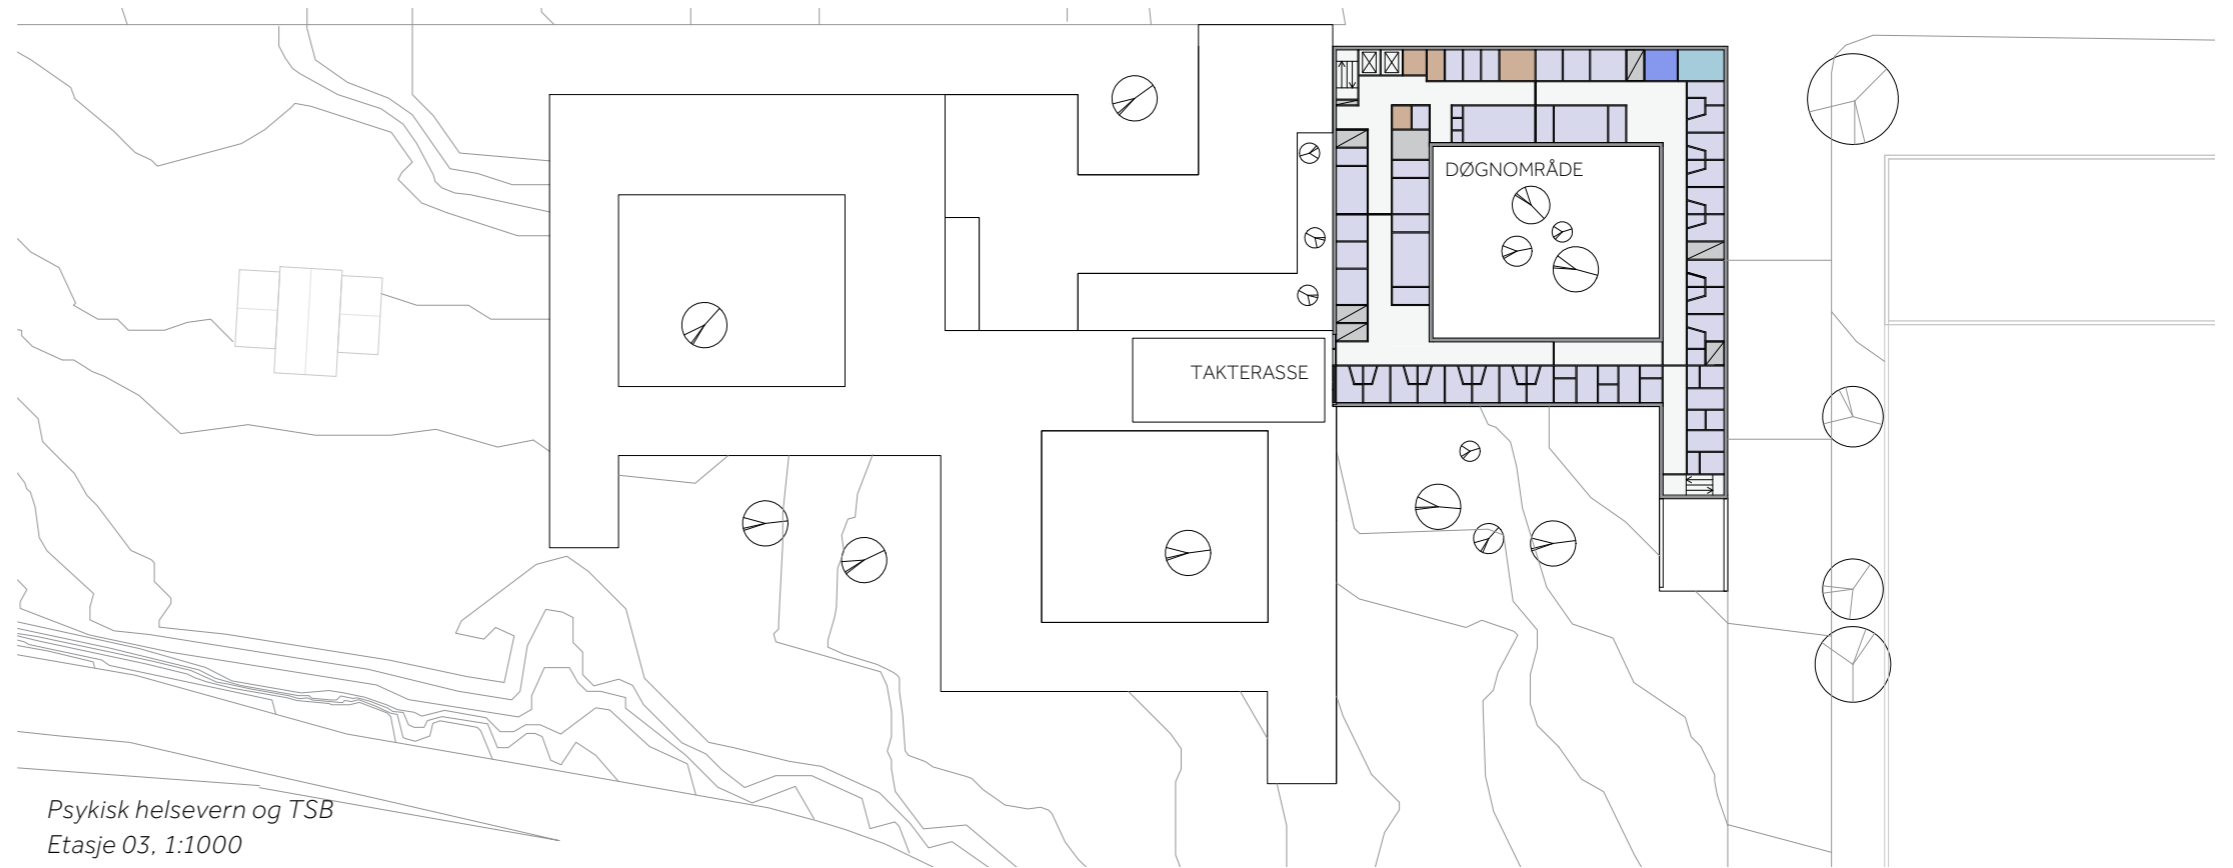 DØGNOMRÅDE
TAKTERASSE
Psykisk helsevern og TSB
Etasje 03, 1:1000